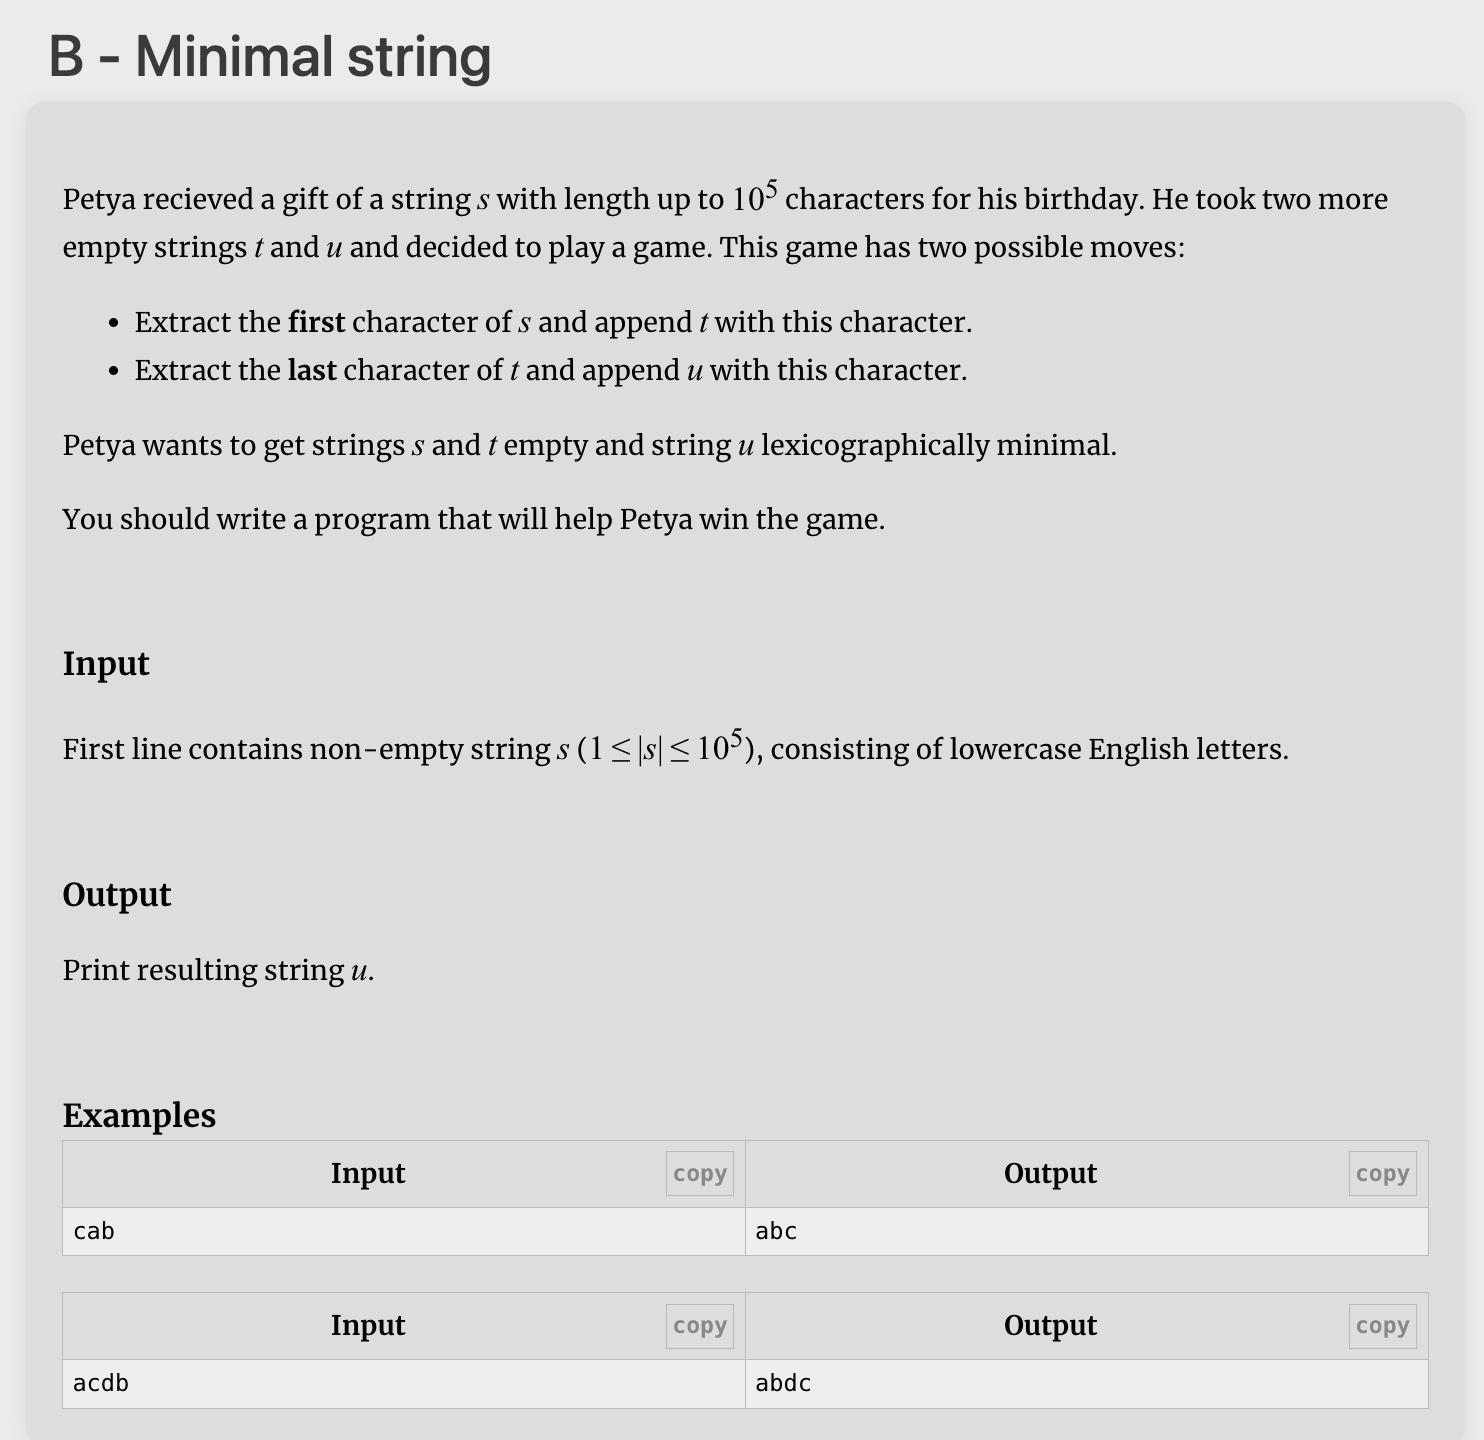 B - Minimal string
Petya recieved a gift of a string s with length up to 10^5 characters for his birthday. He took two more
empty strings t and u and decided to play a game. This game has two possible moves:
• Extract the first character of s and append t with this character.
• Extract the last character of t and append u with this character.
Petya wants to get strings s and t empty and string u lexicographically minimal.
You should write a program that will help Petya win the game.
Input
First line contains non-empty string s (1 ≤ |s| ≤ 10^5), consisting of lowercase English letters.
Output
Print resulting string u.
Examples
Input copy Output copy
cab abc
Input copy Output copy
acdb abdc